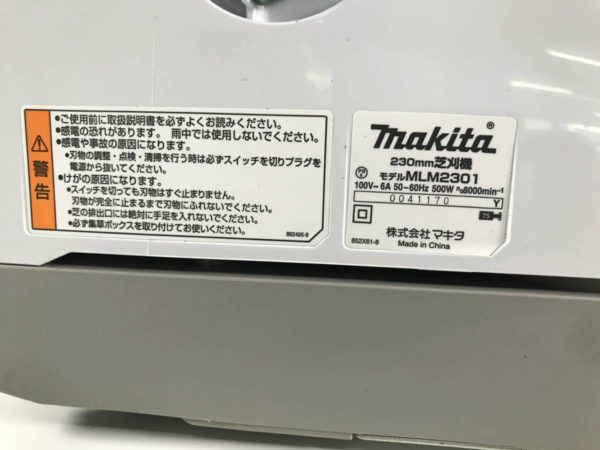 警告
•ご使用前に取扱説明書を必ずよくお読みください。
•感電の恐れがあります。 雨中では使用しないでください。
•感電や事故の原因になります。
•刃物の調整・点検・清掃を行う時は必ずスイッチを切りプラグを
電源から抜いてください。
•けがの原因になります。
•スイッチを切っても刃物はすぐ止まりません。
刃物が完全に止まるまで刃物にふれないでください。
•芝の排出口には絶対に手足を入れないでください。
•必ず集草ボックスを取り付けてお使いください。
892495-9
makita®
230mm芝刈機
モデルMLM2301
100V~ 6A 50–60Hz 500W n₀8000min⁻¹
0041170 Y
75
株式会社 マキタ
852X61-8 Made in China